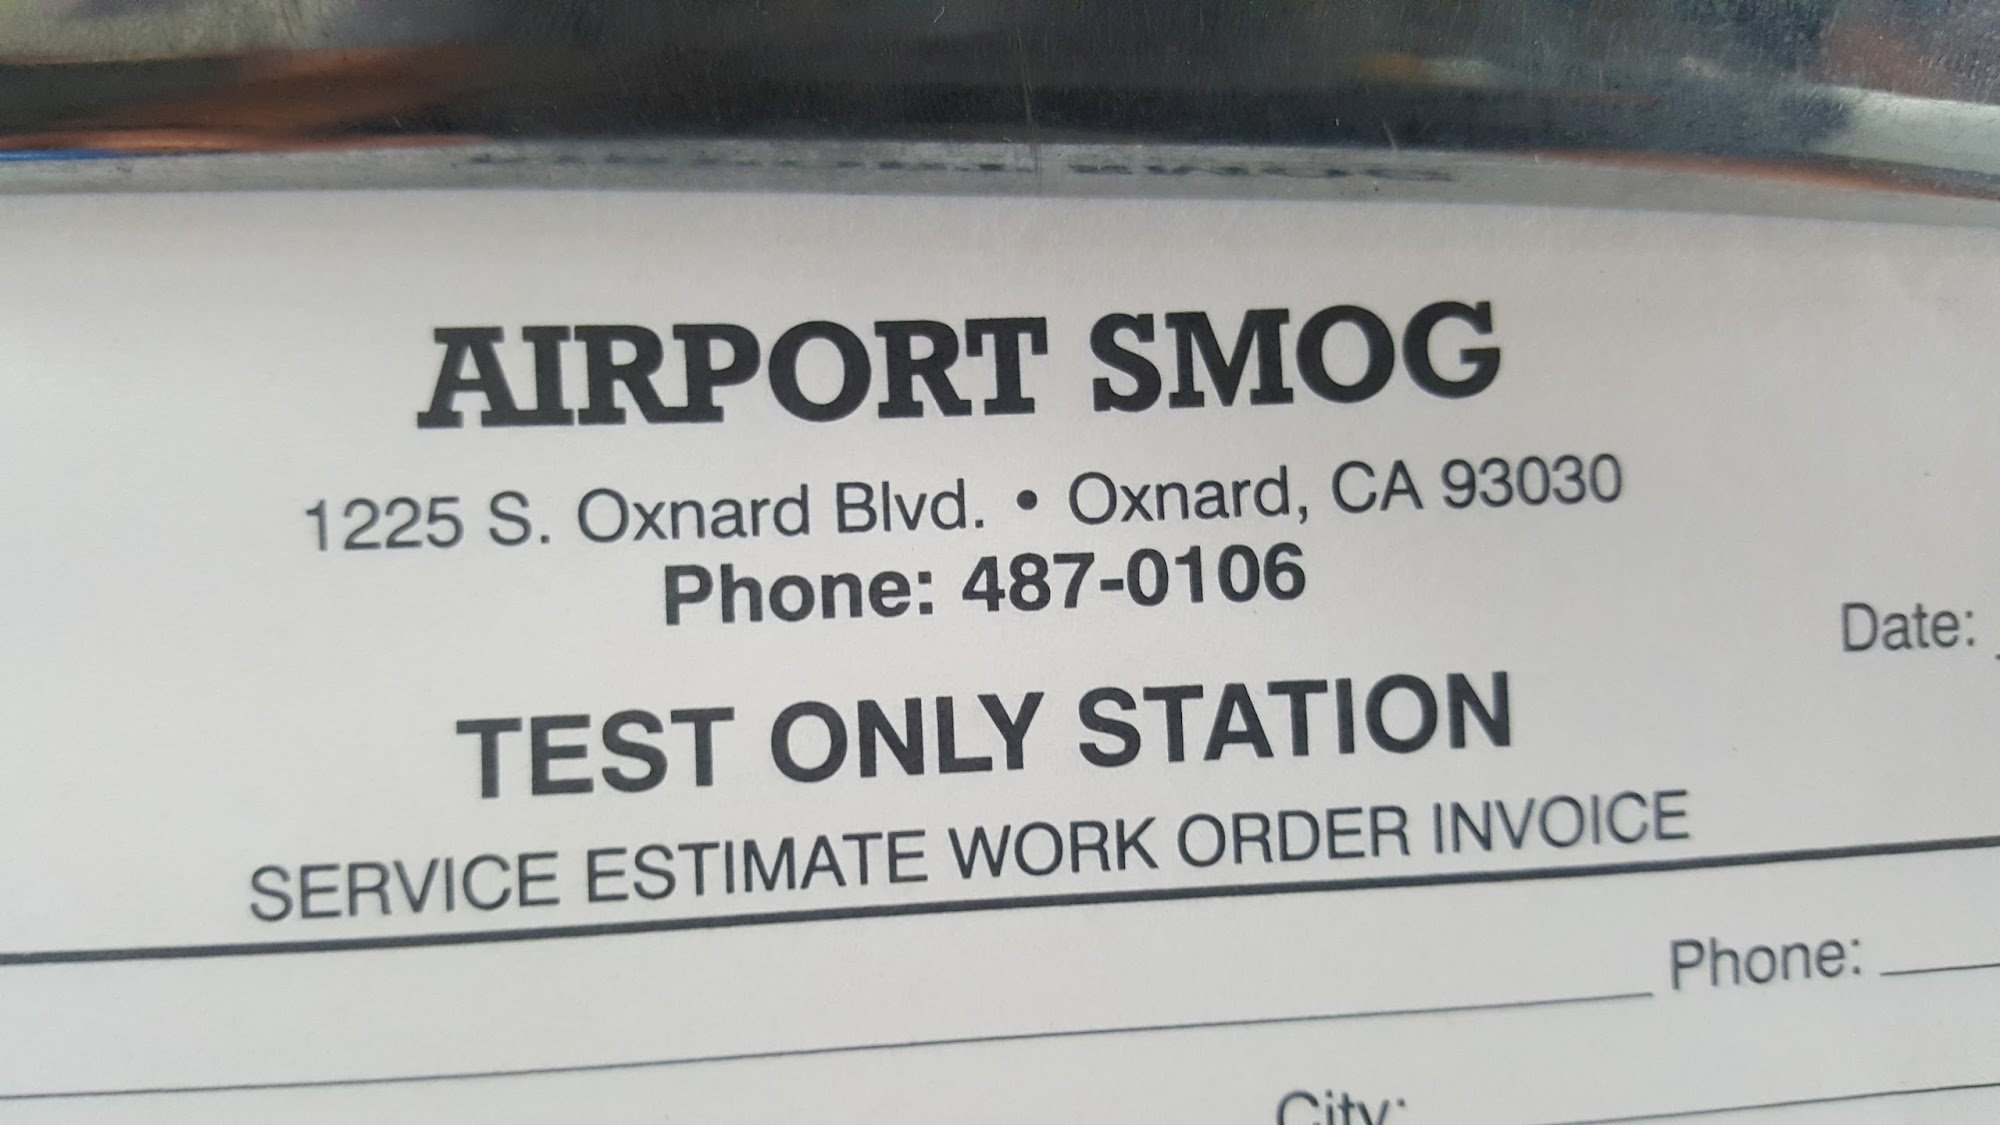 AIRPORT SMOG
1225 S. Oxnard Blvd. • Oxnard, CA 93030
Phone: 487-0106
Date:
TEST ONLY STATION
SERVICE ESTIMATE WORK ORDER INVOICE
Phone:
City: